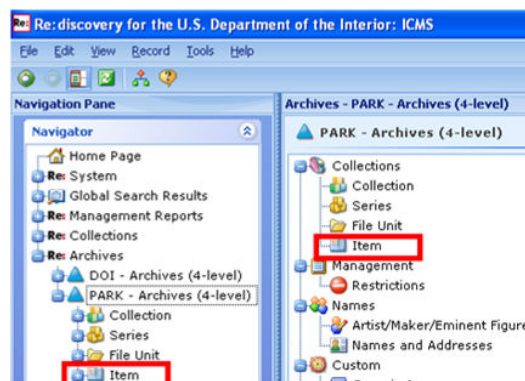 Re: Re:discovery for the U.S. Department of the Interior: ICMS
File Edit View Record Tools Help
Navigation Pane
Navigator
Home Page
Re: System
Global Search Results
Re: Management Reports
Re: Collections
Re: Archives
DOI - Archives (4-level)
PARK - Archives (4-level)
Collection
Series
File Unit
Item
Archives - PARK - Archives (4-level)
PARK - Archives (4-level)
Collections
Collection
Series
File Unit
Item
Management
Restrictions
Names
Artist/Maker/Eminent Figure
Names and Addresses
Custom